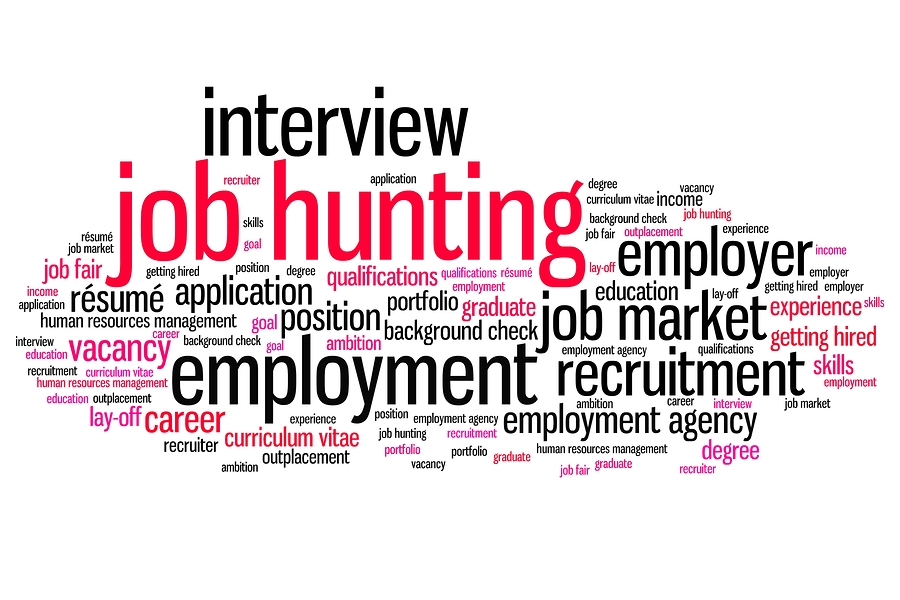 interview
job hunting
recruiter
application
skills
goal
degree
curriculum vitae
vacancy
income
background check
job hunting
job fair
outplacement
experience
résumé
job market
employer
income
job fair
getting hired
position
degree
qualifications
qualifications
résumé
lay-off
employment
employer
income
application
résumé
application
portfolio
graduate
education
lay-off
getting hired
employer
human resources management
goal
position
background check
job market
experience
skills
interview
education
vacancy
career
background check
goal
ambition
getting hired
employment agency
qualifications
recruitment
curriculum vitae
human resources management
employment
recruitment
skills
employment
education
outplacement
ambition
career
interview
job market
lay-off
career
experience
position
employment agency
employment agency
recruiter
curriculum vitae
job hunting
recruitment
ambition
outplacement
portfolio
vacancy
portfolio
graduate
human resources management
degree
job fair
graduate
recruiter